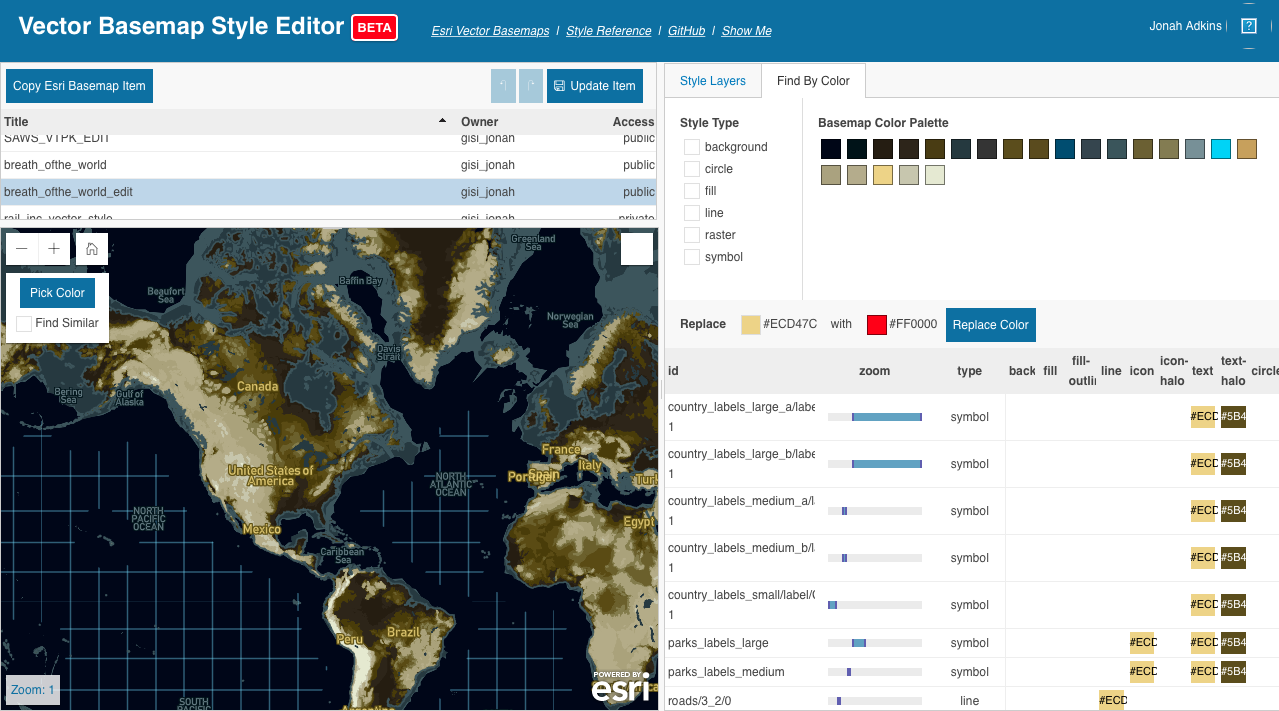 Vector Basemap Style Editor BETA
Esri Vector Basemaps | Style Reference | GitHub | Show Me
Jonah Adkins | ?
Copy Esri Basemap Item
Update Item
Title Owner Access
SAWS_VTPK_EDIT gisi_jonah public
breath_ofthe_world gisi_jonah public
breath_ofthe_world_edit gisi_jonah public
rail_inc_vector_style gisi_jonah private
Pick Color
Find Similar
Greenland
Sea
Baffin Bay
Beaufort
Sea
Norwegian
Sea
Davis
Strait
Bering
Sea
Gulf of
Alaska
Canada
France
Italy
Portugal
Spain
Turk
United States of
America
NORTH
ATLANTIC
OCEAN
NORTH
PACIFIC
OCEAN
Egypt
Mexico
Caribbean
Sea
Peru
Brazil
Argentina
SOUTH
Zoom: 1
POWERED BY
esri
Style Layers Find By Color
Style Type
background
circle
fill
line
raster
symbol
Basemap Color Palette
Replace #ECD47C with #FF0000 Replace Color
id zoom type back fill fill-outli line icon icon-halo text text-halo circle
country_labels_large_a/labe
1 symbol #ECD #5B4
country_labels_large_b/labe
1 symbol #ECD #5B4
country_labels_medium_a/l
1 symbol #ECD #5B4
country_labels_medium_b/l
1 symbol #ECD #5B4
country_labels_small/label/0
1 symbol #ECD #5B4
parks_labels_large symbol #ECD #ECD #5B4
parks_labels_medium symbol #ECD #ECD #5B4
roads/3_2/0 line #ECD